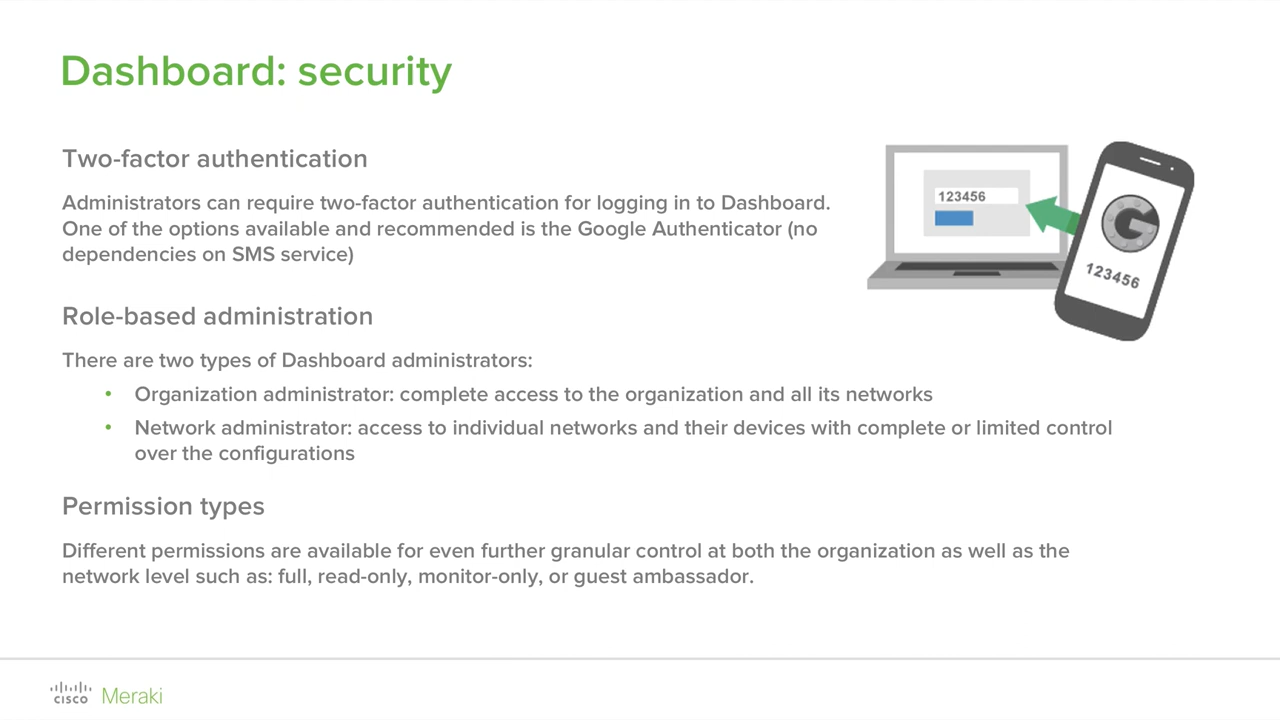 Dashboard: security
Two-factor authentication
Administrators can require two-factor authentication for logging in to Dashboard.
One of the options available and recommended is the Google Authenticator (no
dependencies on SMS service)
123456
G
123456
Role-based administration
There are two types of Dashboard administrators:
• Organization administrator: complete access to the organization and all its networks
• Network administrator: access to individual networks and their devices with complete or limited control
over the configurations
Permission types
Different permissions are available for even further granular control at both the organization as well as the
network level such as: full, read-only, monitor-only, or guest ambassador.
cisco Meraki